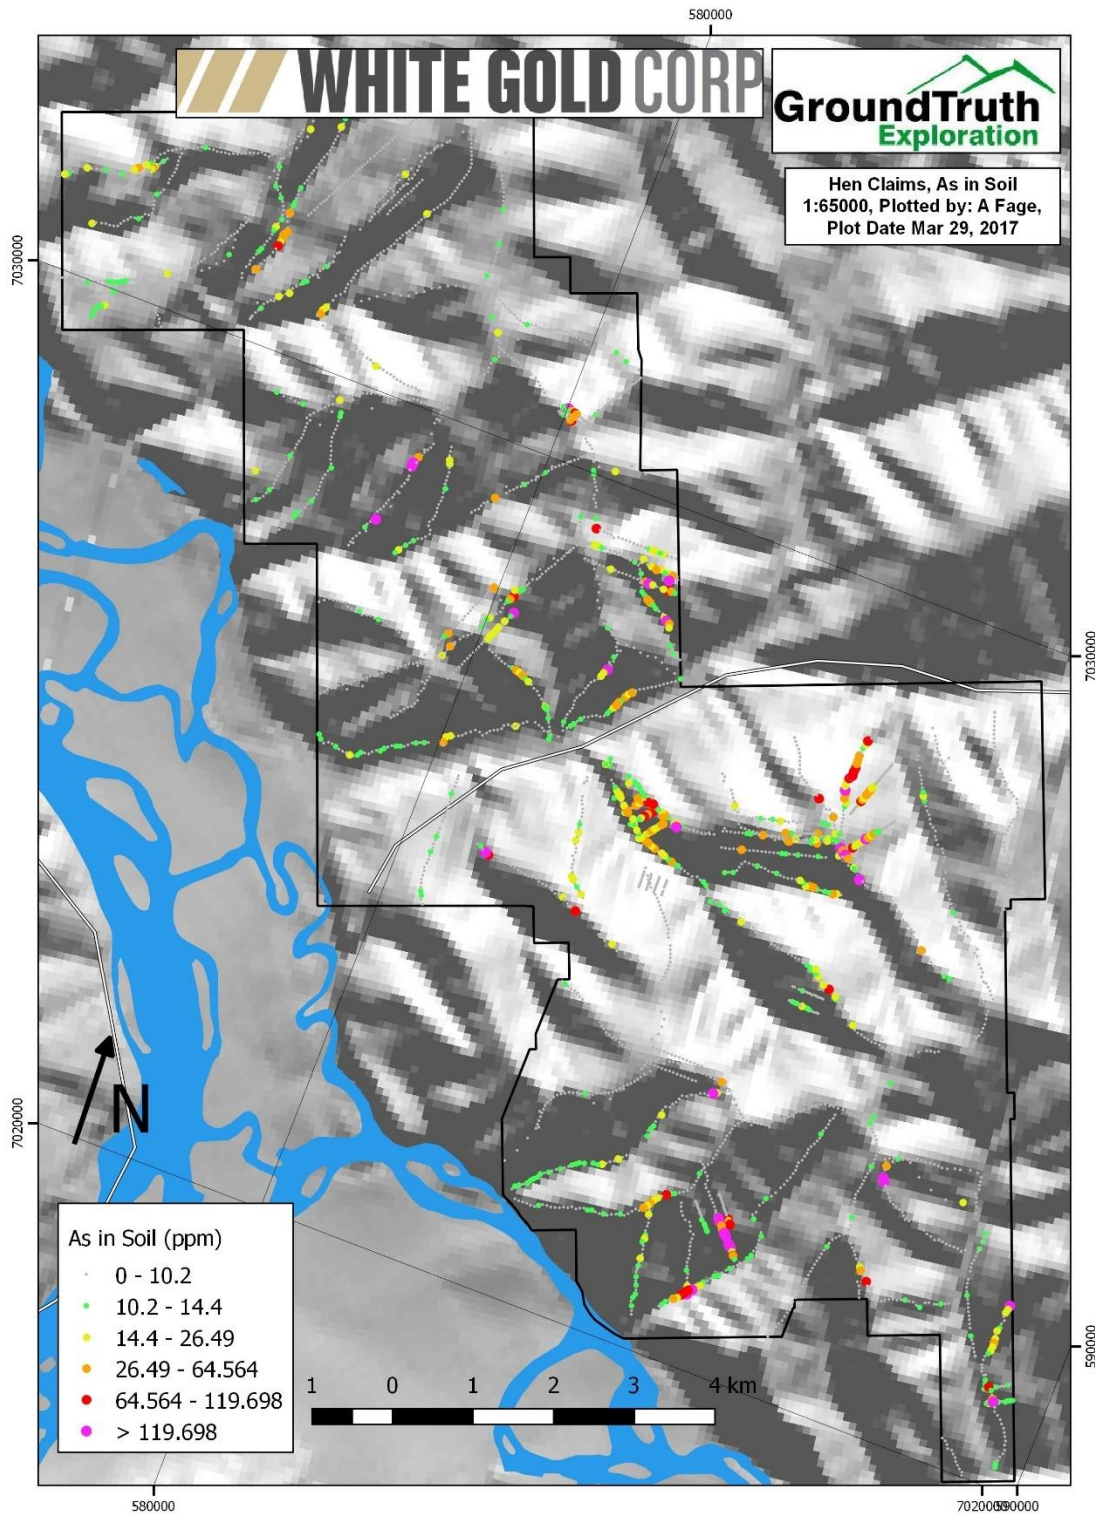 580000
WHITE GOLD CORP
GroundTruth
Exploration
Hen Claims, As in Soil
1:65000, Plotted by: A Fage,
Plot Date Mar 29, 2017
7030000
7030000
N
7020000
As in Soil (ppm)
0 - 10.2
10.2 - 14.4
14.4 - 26.49
26.49 - 64.564
64.564 - 119.698
> 119.698
1 0 1 2 3 4 km
590000
580000
7020000
590000